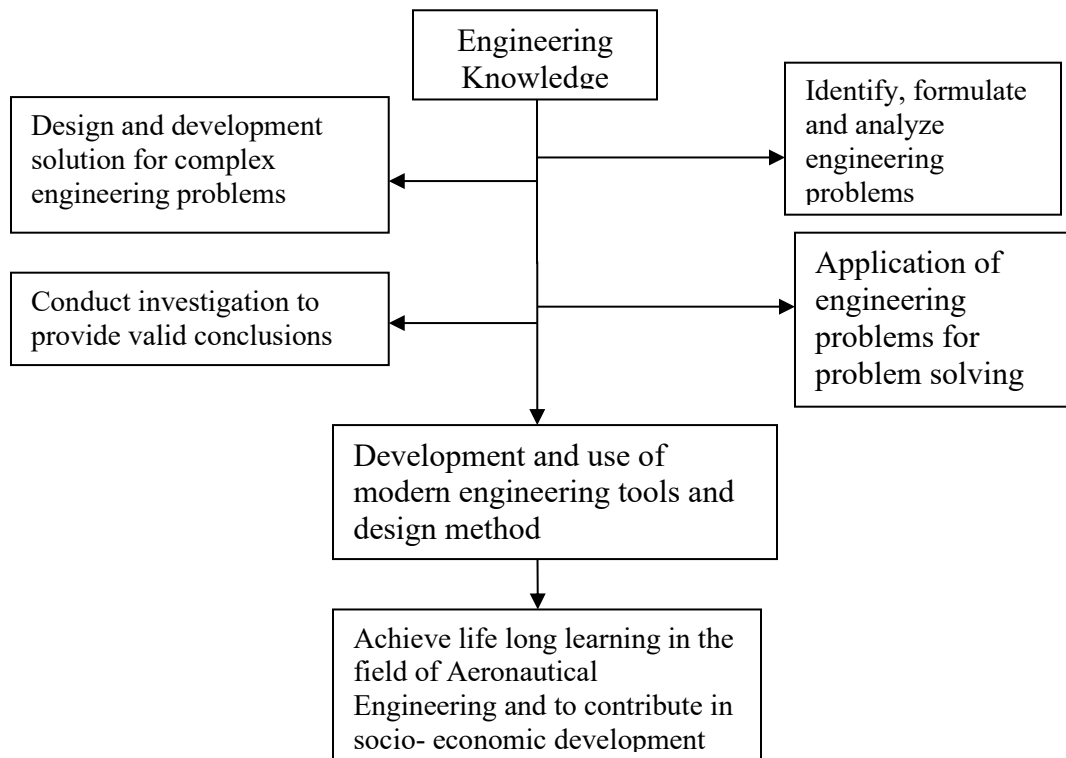 Engineering
Knowledge
Identify, formulate
and analyze
engineering
problems
Design and development
solution for complex
engineering problems
Application of
engineering
problems for
problem solving
Conduct investigation to
provide valid conclusions
Development and use of
modern engineering tools and
design method
Achieve life long learning in the
field of Aeronautical
Engineering and to contribute in
socio- economic development